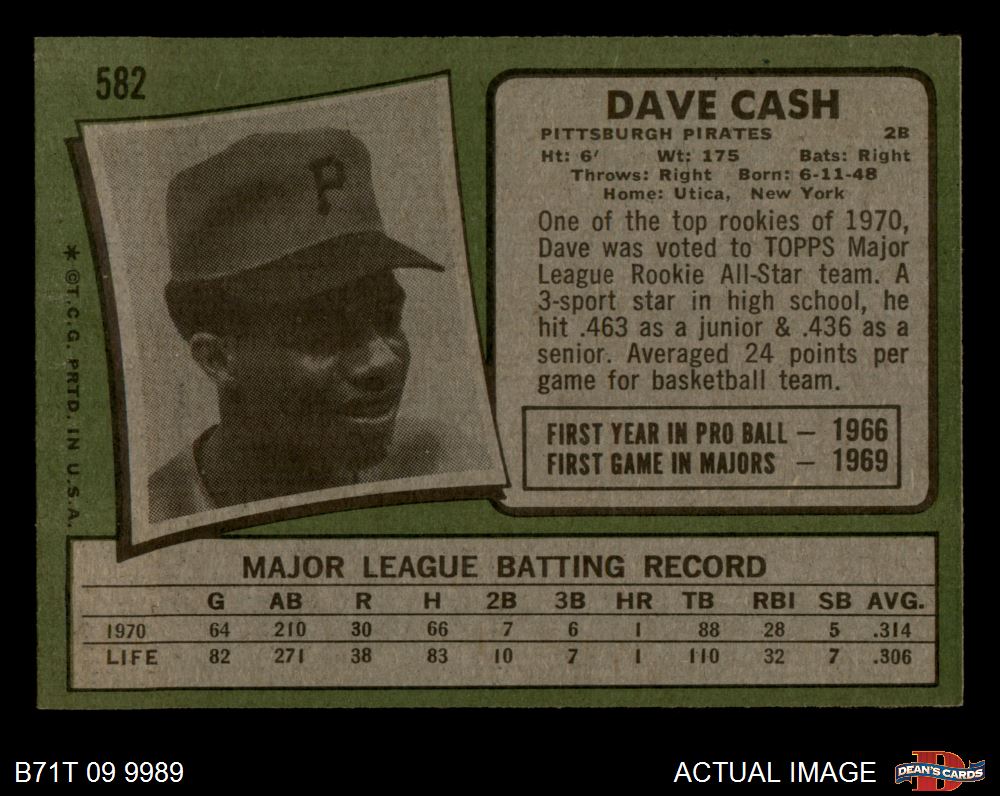 582
P
DAVE CASH
PITTSBURGH PIRATES 2B
Ht: 6' Wt: 175 Bats: Right
Throws: Right Born: 6-11-48
Home: Utica, New York
One of the top rookies of 1970,
Dave was voted to TOPPS Major
League Rookie All-Star team. A
3-sport star in high school, he
hit .463 as a junior & .436 as a
senior. Averaged 24 points per
game for basketball team.
FIRST YEAR IN PRO BALL — 1966
FIRST GAME IN MAJORS — 1969
* ©T.C.G. PRTD. IN U.S.A.
MAJOR LEAGUE BATTING RECORD
G AB R H 2B 3B HR TB RBI SB AVG.
1970 64 210 30 66 7 6 1 88 28 5 .314
LIFE 82 271 38 83 10 7 1 110 32 7 .306
B71T 09 9989
ACTUAL IMAGE
D
DEAN'S CARDS